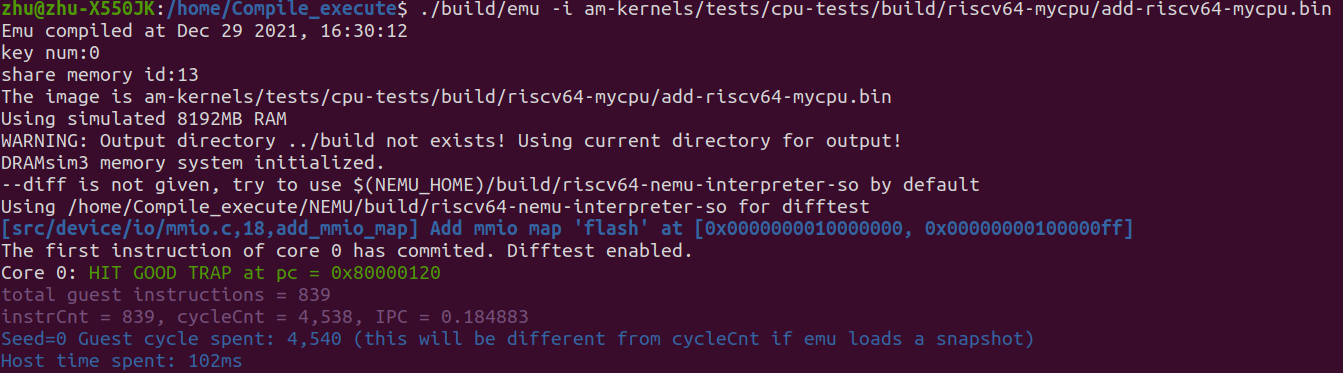 zhu@zhu-X550JK:/home/Compile_execute$ ./build/emu -i am-kernels/tests/cpu-tests/build/riscv64-mycpu/add-riscv64-mycpu.bin
Emu compiled at Dec 29 2021, 16:30:12
key num:0
share memory id:13
The image is am-kernels/tests/cpu-tests/build/riscv64-mycpu/add-riscv64-mycpu.bin
Using simulated 8192MB RAM
WARNING: Output directory ../build not exists! Using current directory for output!
DRAMsim3 memory system initialized.
--diff is not given, try to use $(NEMU_HOME)/build/riscv64-nemu-interpreter-so by default
Using /home/Compile_execute/NEMU/build/riscv64-nemu-interpreter-so for difftest
[src/device/io/mmio.c,18,add_mmio_map] Add mmio map 'flash' at [0x0000000010000000, 0x00000000100000ff]
The first instruction of core 0 has commited. Difftest enabled.
Core 0: HIT GOOD TRAP at pc = 0x80000120
total guest instructions = 839
instrCnt = 839, cycleCnt = 4,538, IPC = 0.184883
Seed=0 Guest cycle spent: 4,540 (this will be different from cycleCnt if emu loads a snapshot)
Host time spent: 102ms